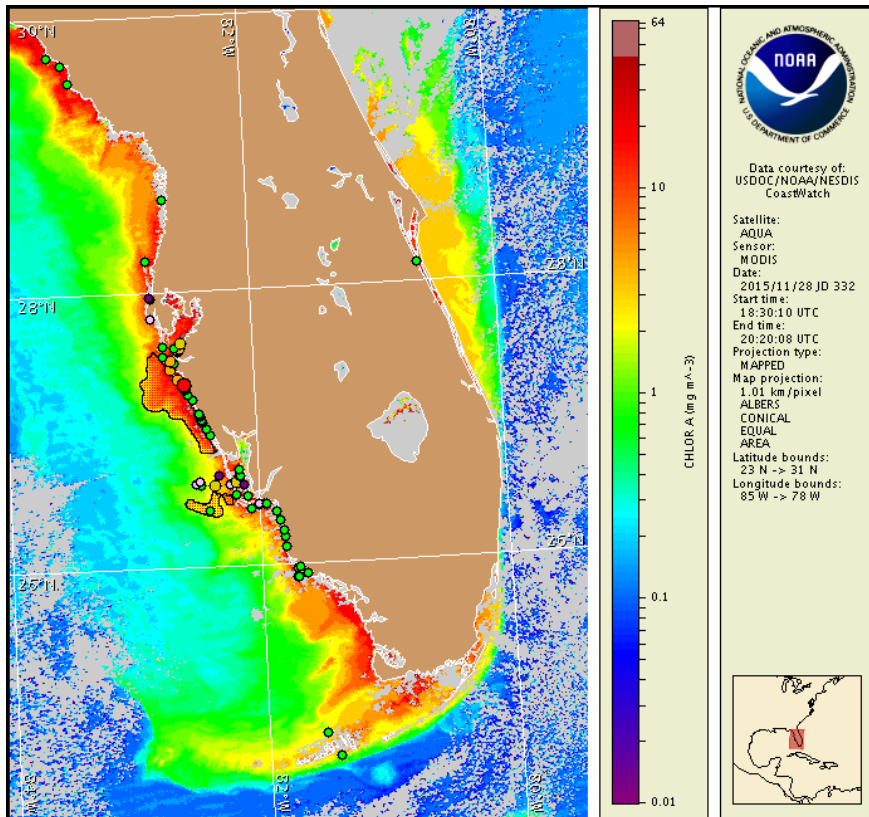 30°N
82°W
80°W
28°N
28°N
26°N
26°N
84°W
82°W
80°W
64
10
1
0.1
0.01
CHLOR A (mg m^-3)
NATIONAL OCEANIC AND ATMOSPHERIC ADMINISTRATION
NOAA
U.S. DEPARTMENT OF COMMERCE
Data courtesy of:
USDOC/NOAA/NESDIS
CoastWatch
Satellite:
AQUA
Sensor:
MODIS
Date:
2015/11/28 JD 332
Start time:
18:30:10 UTC
End time:
20:20:08 UTC
Projection type:
MAPPED
Map projection:
1.01 km/pixel
ALBERS
CONICAL
EQUAL
AREA
Latitude bounds:
23 N -> 31 N
Longitude bounds:
85 W -> 78 W